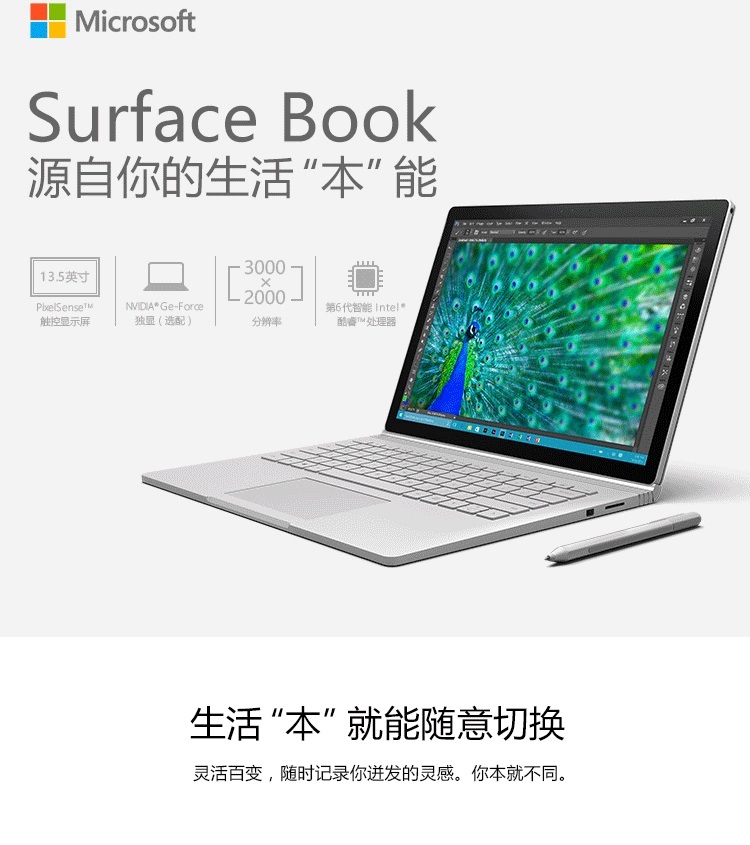 Microsoft
Surface Book
源自你的生活“本”能
13.5英寸
PixelSense™
触控显示屏
NVIDIA® Ge-Force
独显（选配）
3000
×
2000
分辨率
第6代智能 Intel®
酷睿™处理器
生活“本”就能随意切换
灵活百变，随时记录你迸发的灵感。你本就不同。